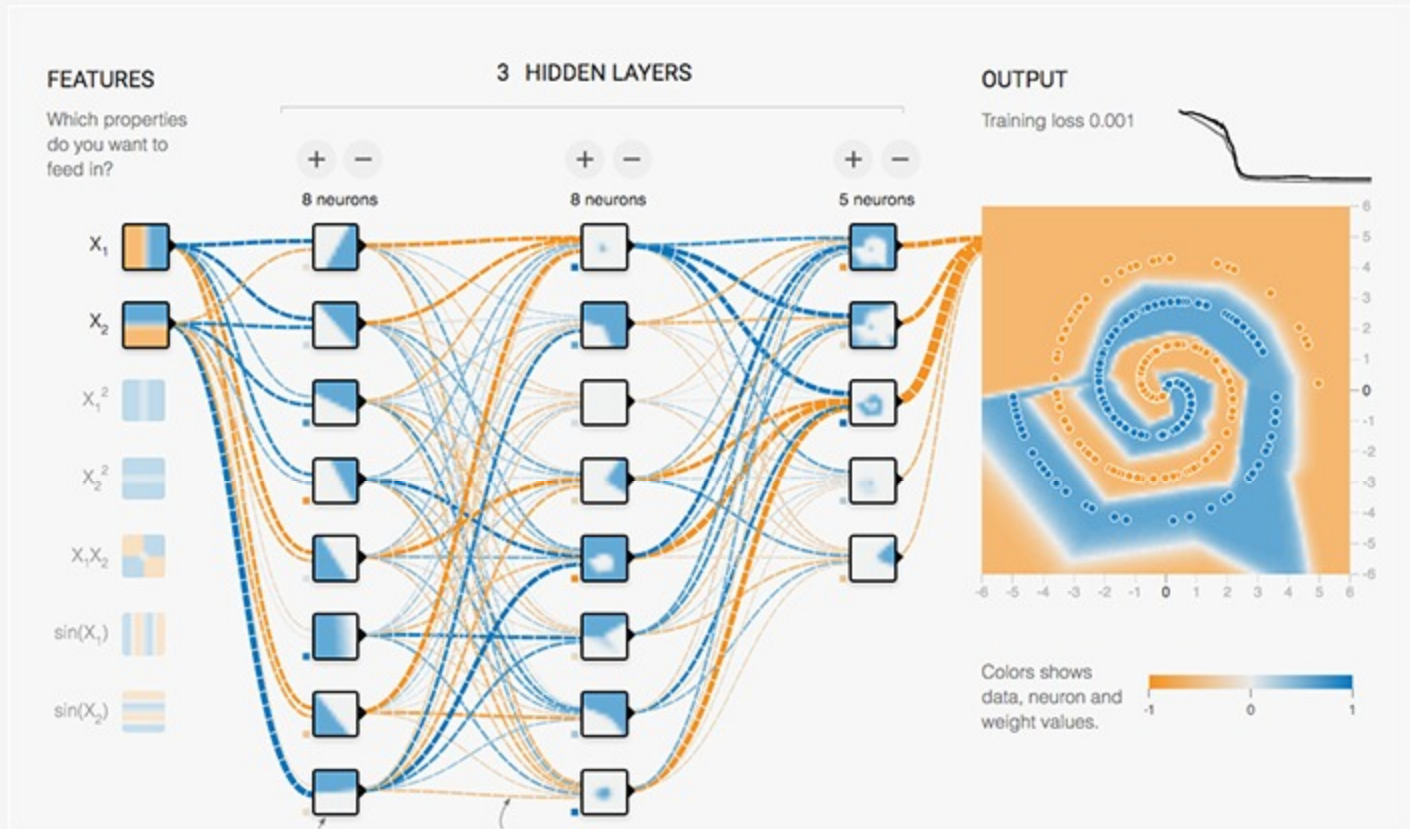 FEATURES
Which properties
do you want to
feed in?
X₁
X₂
X₁²
X₂²
X₁X₂
sin(X₁)
sin(X₂)
3 HIDDEN LAYERS
+ −
8 neurons
+ −
8 neurons
+ −
5 neurons
OUTPUT
Training loss 0.001
6
5
4
3
2
1
0
-1
-2
-3
-4
-5
-6
-6 -5 -4 -3 -2 -1 0 1 2 3 4 5 6
Colors shows
data, neuron and
weight values.
-1 0 1